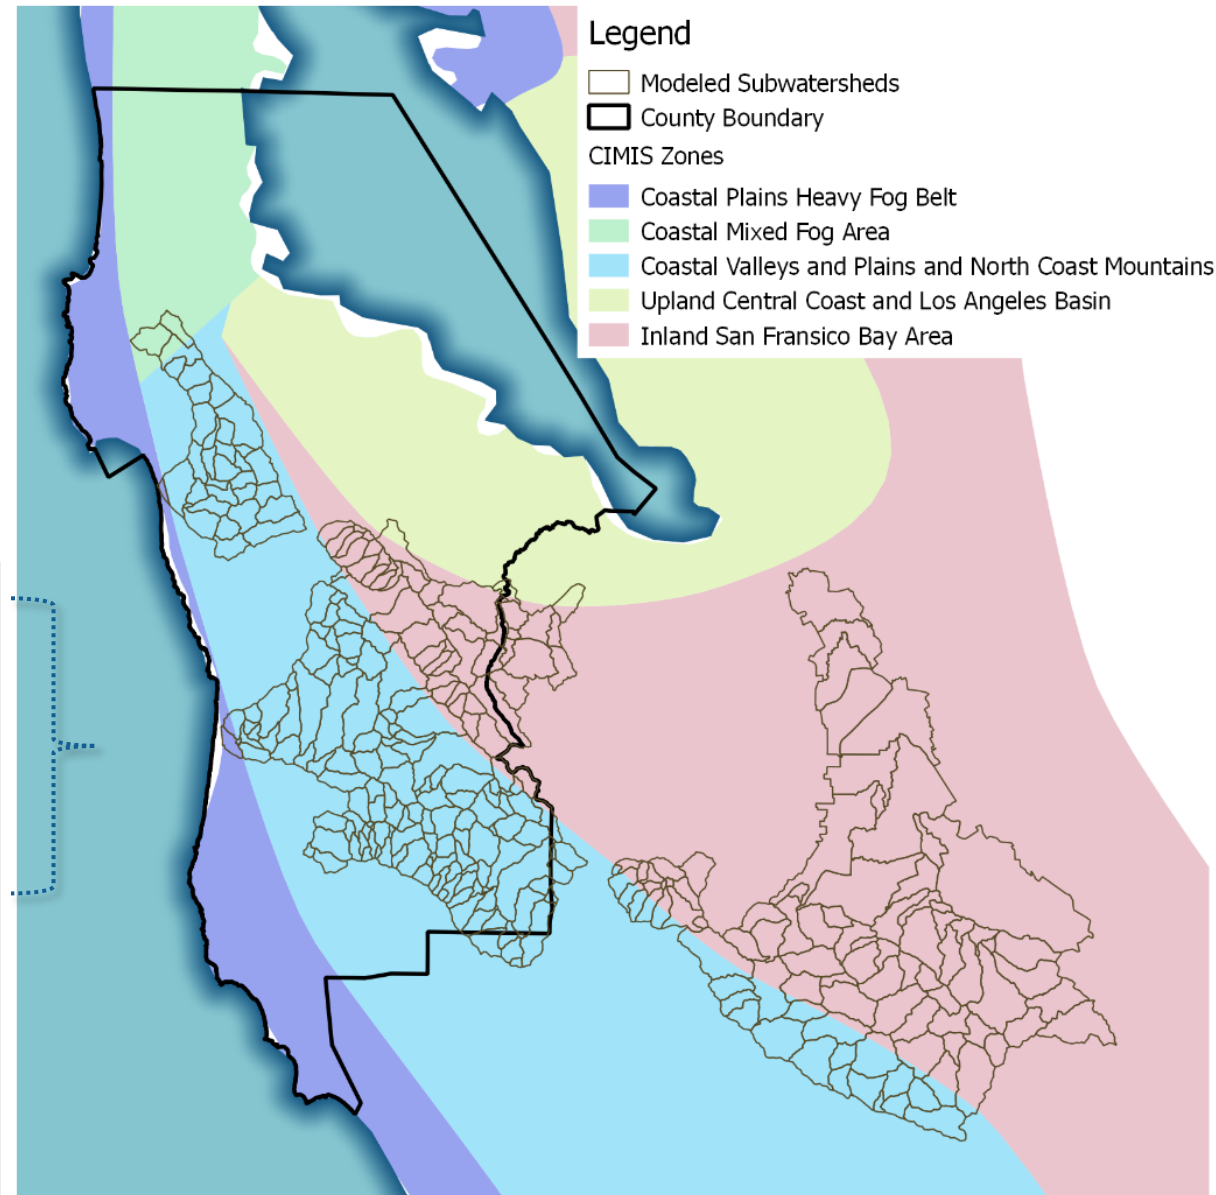 Legend
Modeled Subwatersheds
County Boundary
CIMIS Zones
Coastal Plains Heavy Fog Belt
Coastal Mixed Fog Area
Coastal Valleys and Plains and North Coast Mountains
Upland Central Coast and Los Angeles Basin
Inland San Fransico Bay Area